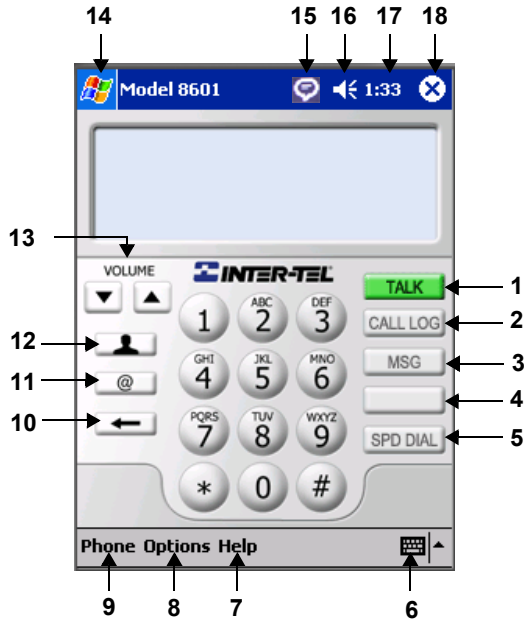 14 15 16 17 18
Model 8601 1:33
13
VOLUME
INTER-TEL
TALK 1
1 ABC 2 DEF 3
CALL LOG 2
12
GHI 4 JKL 5 MNO 6
MSG 3
11 @
4
10
PQRS 7 TUV 8 WXYZ 9
SPD DIAL 5
* 0 #
Phone Options Help
9 8 7 6